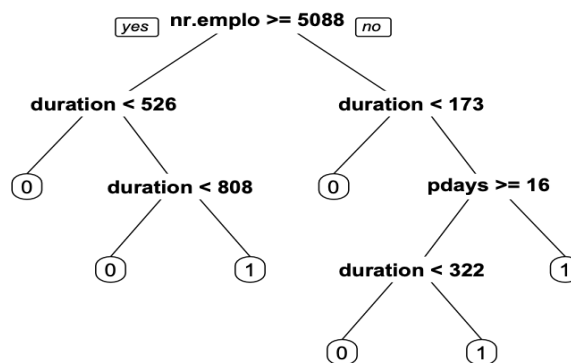 yes nr.emplo >= 5088 no
duration < 526 duration < 173
0 duration < 808 0 pdays >= 16
0 1 duration < 322 1
0 1